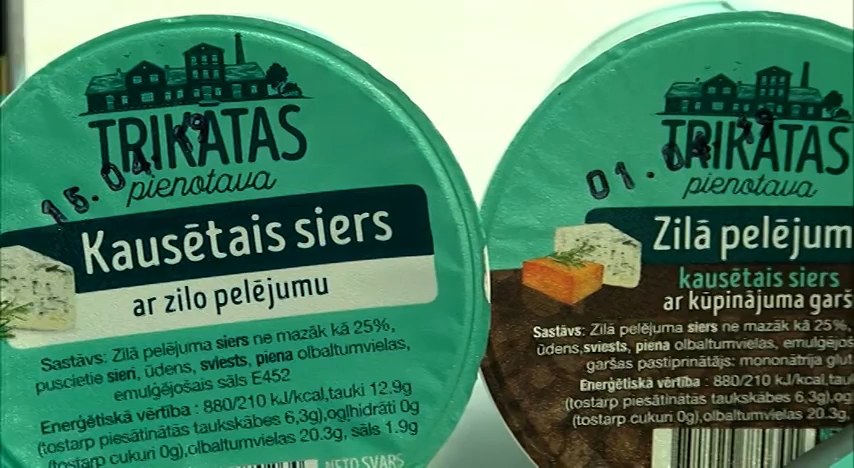 TRIKATAS
pienotava
15.04.19
Kausētais siers
ar zilo pelējumu
Sastāvs: Zilā pelējuma siers ne mazāk kā 25%,
puscietie sieri, ūdens, sviests, piena olbaltumvielas,
emulģējošais sāls E452
Enerģētiskā vērtība : 880/210 kJ/kcal,tauki 12.9g
(tostarp piesātinātās taukskābes 6,3g),ogļhidrāti 0g
(tostarp cukuri 0g),olbaltumvielas 20.3g, sāls 1.9g
NETO SVARS
TRIKATAS
pienotava
01.
Zilā pelējum
kausētais siers
ar kūpinājuma garš
Sastāvs: Zilā pelējuma siers ne mazāk kā 25%,
ūdens,sviests, piena olbaltumvielas, emulģējoš
garšas pastiprinātājs: mononātrija glut
Enerģētiskā vērtība : 880/210 kJ/kcal,
(tostarp piesātinātās taukskābes 6.3g),og
(tostarp cukuri 0g),olbaltumvielas 20.3g,